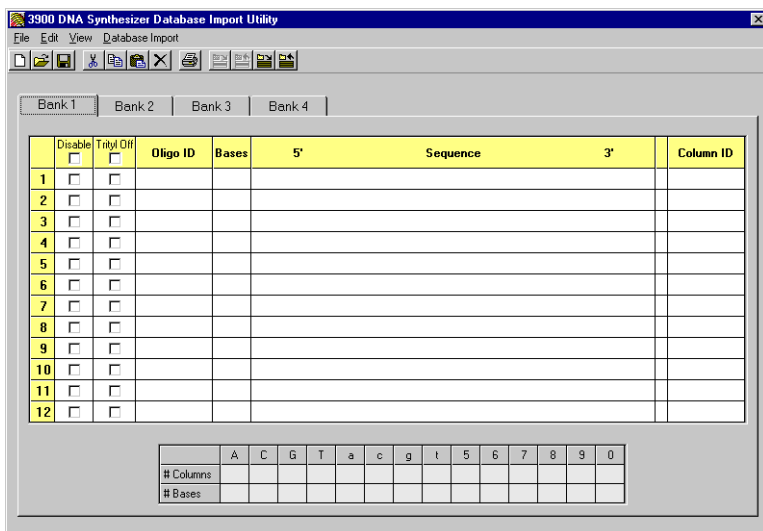 3900 DNA Synthesizer Database Import Utility
File Edit View Database Import
Bank 1 Bank 2 Bank 3 Bank 4
Disable Trityl Off Oligo ID Bases 5' Sequence 3' Column ID
1
2
3
4
5
6
7
8
9
10
11
12
A C G T a c g t 5 6 7 8 9 0
# Columns
# Bases